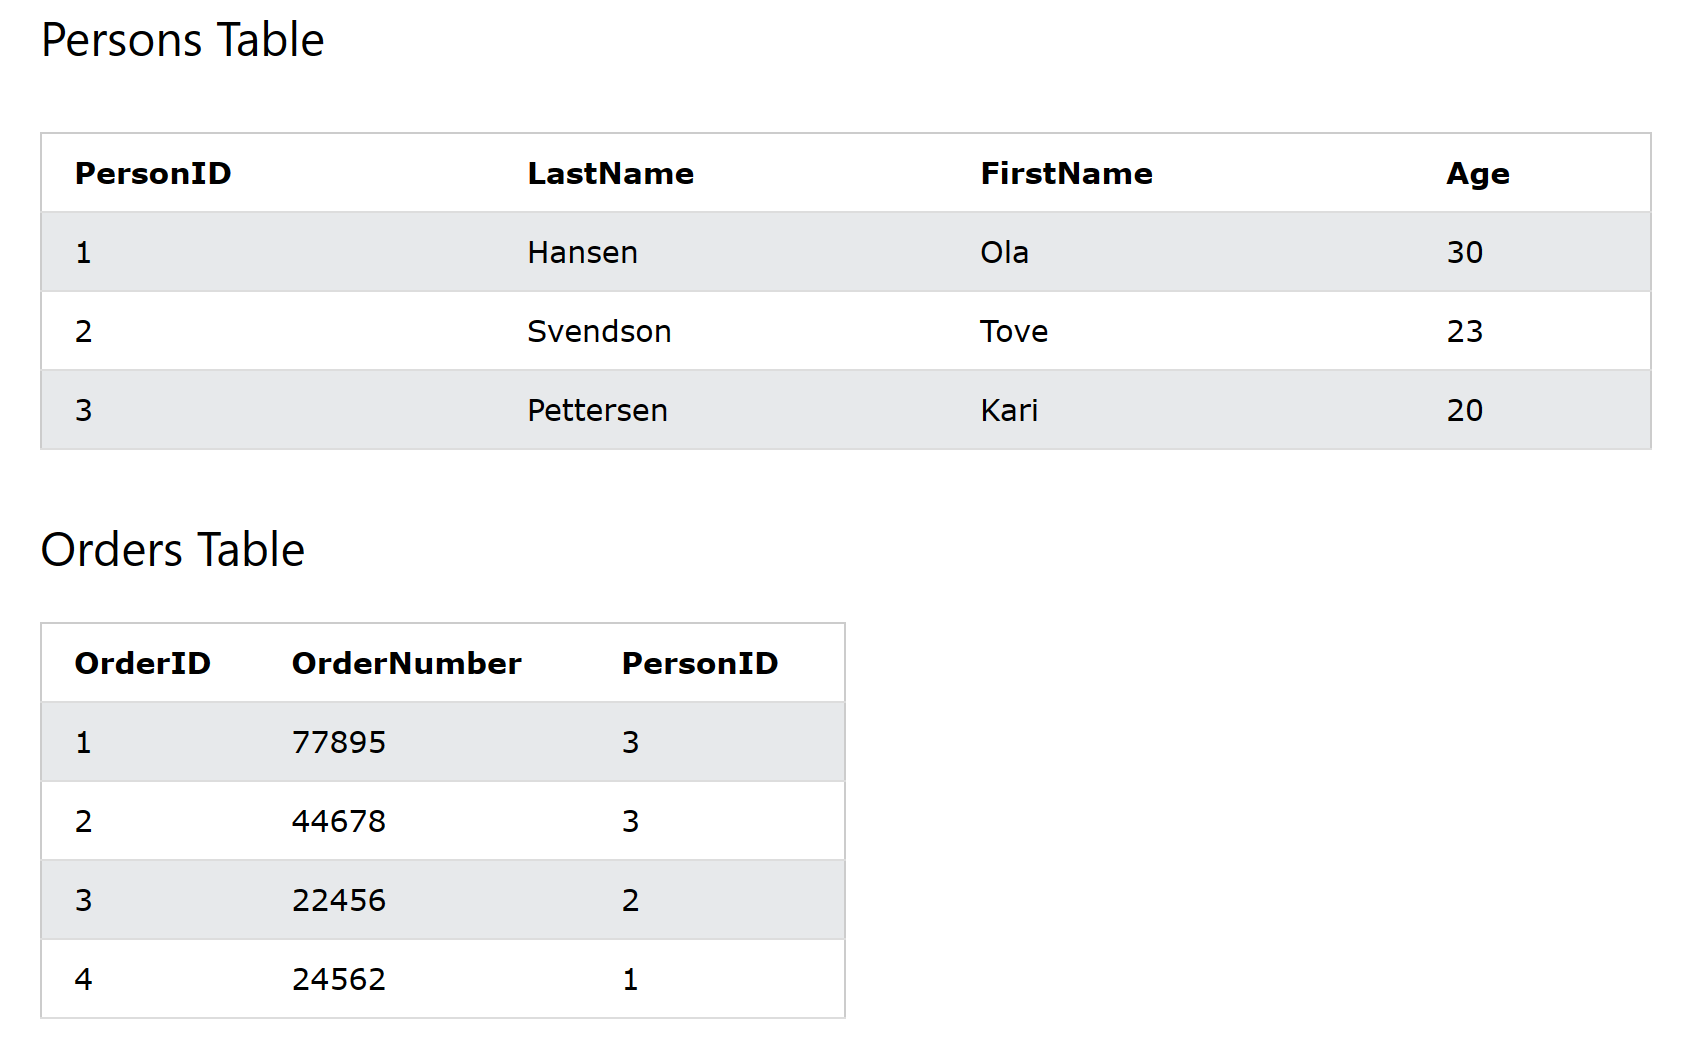 Persons Table
PersonID LastName FirstName Age
1 Hansen Ola 30
2 Svendson Tove 23
3 Pettersen Kari 20
Orders Table
OrderID OrderNumber PersonID
1 77895 3
2 44678 3
3 22456 2
4 24562 1